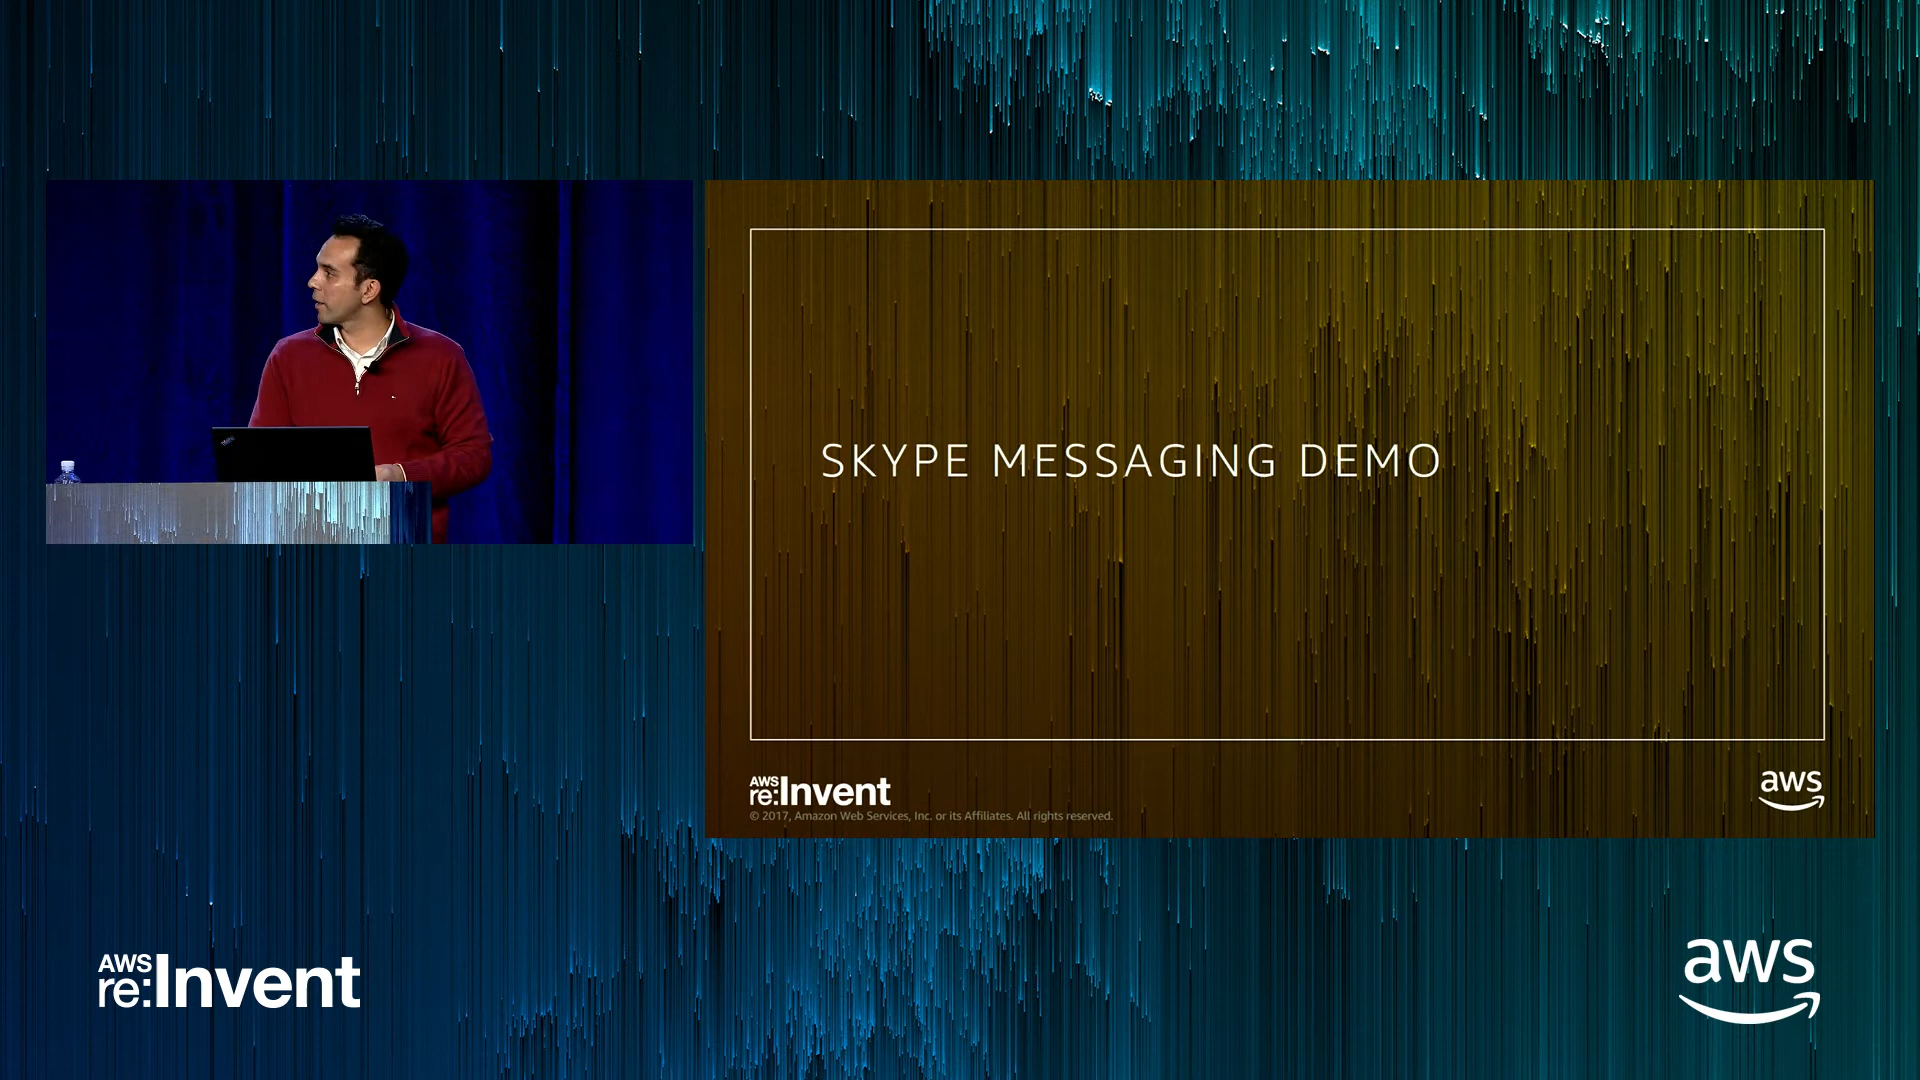 SKYPE MESSAGING DEMO
AWS
re:Invent
© 2017, Amazon Web Services, Inc. or its Affiliates. All rights reserved.
aws
AWS
re:Invent
aws